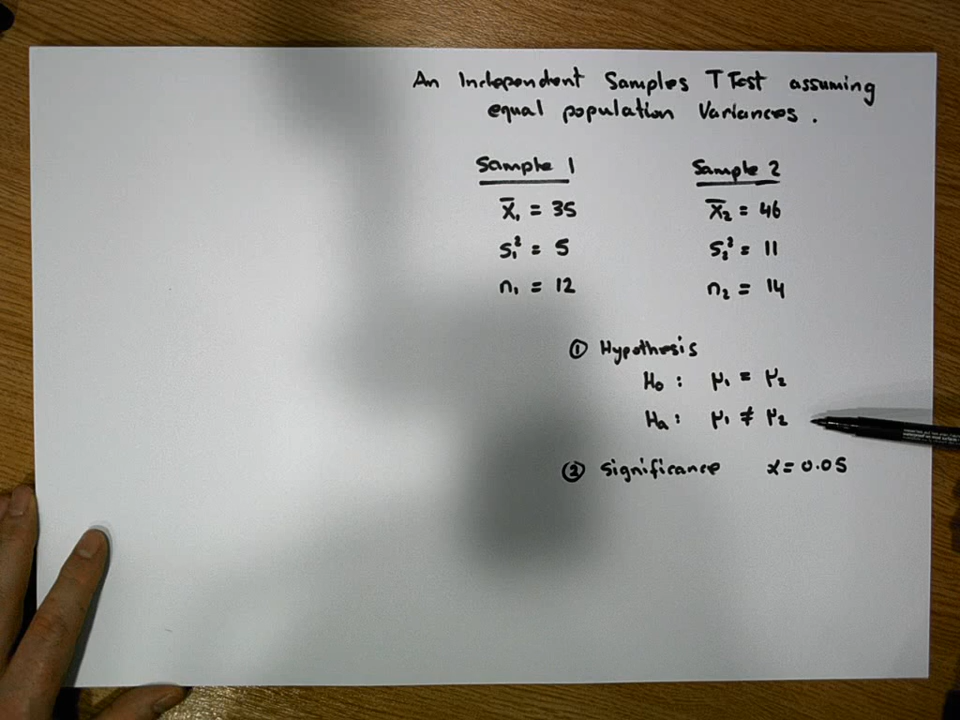 An Independent Samples T Test assuming
equal population Variances.
Sample 1 Sample 2
x̄₁ = 35 x̄₂ = 46
s₁² = 5 s₂² = 11
n₁ = 12 n₂ = 14
① Hypothesis
H₀ : μ₁ = μ₂
Hₐ : μ₁ ≠ μ₂
② Significance α = 0.05